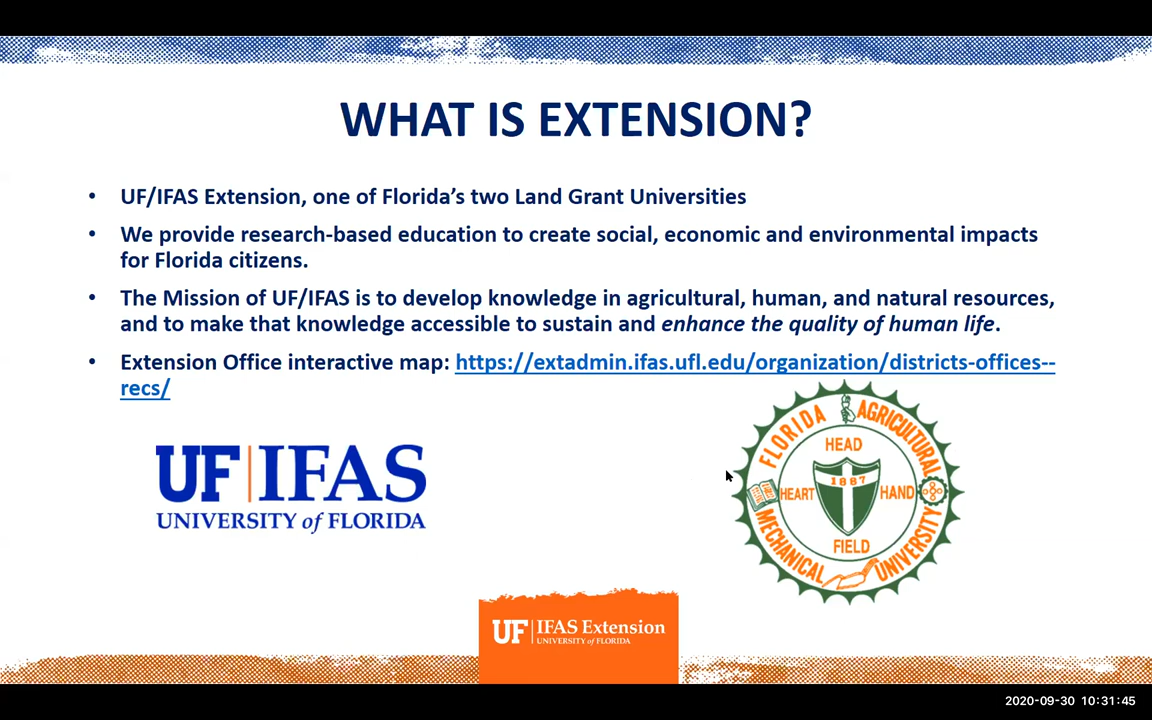 WHAT IS EXTENSION?
• UF/IFAS Extension, one of Florida’s two Land Grant Universities
• We provide research-based education to create social, economic and environmental impacts
for Florida citizens.
• The Mission of UF/IFAS is to develop knowledge in agricultural, human, and natural resources,
and to make that knowledge accessible to sustain and enhance the quality of human life.
• Extension Office interactive map: https://extadmin.ifas.ufl.edu/organization/districts-offices--
recs/
UF IFAS
UNIVERSITY of FLORIDA
FLORIDA AGRICULTURAL
MECHANICAL UNIVERSITY
HEAD
1887
HEART HAND
FIELD
UF IFAS Extension
UNIVERSITY of FLORIDA
2020-09-30 10:31:45